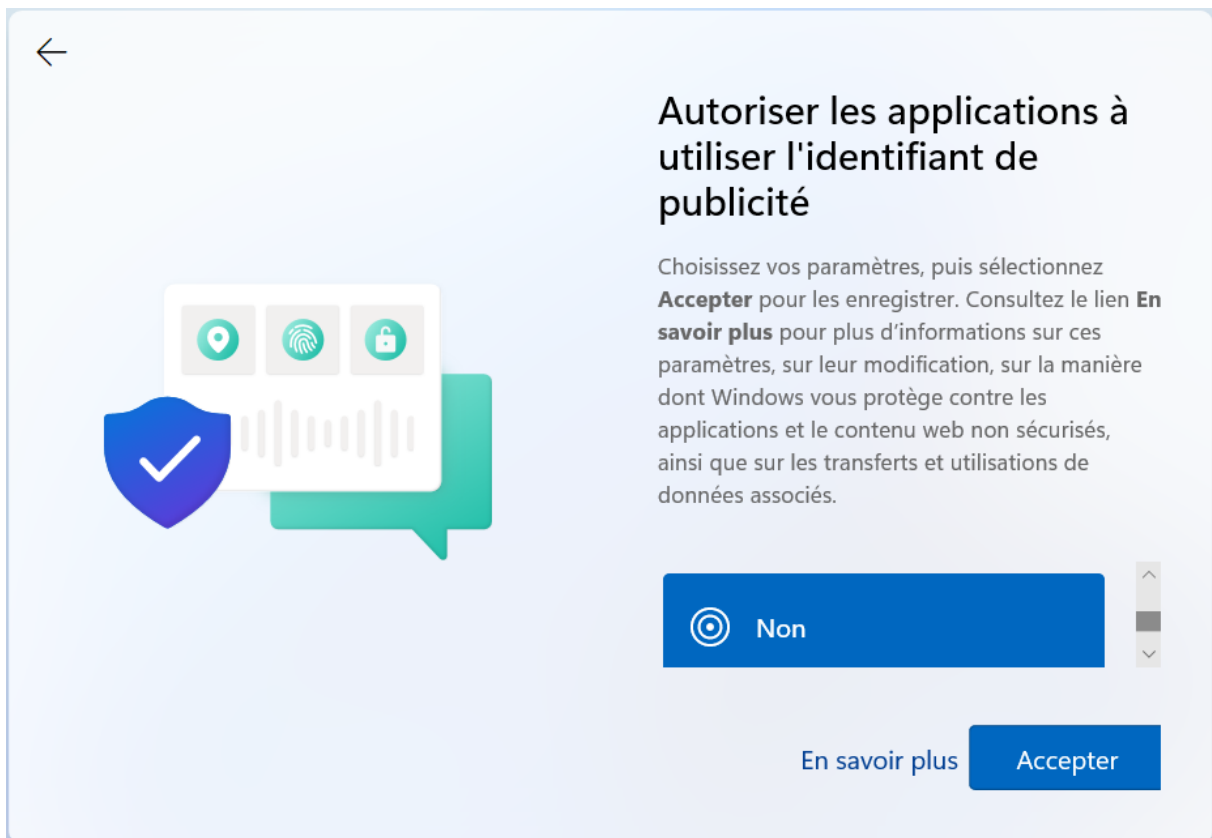 Autoriser les applications à
utiliser l'identifiant de
publicité
Choisissez vos paramètres, puis sélectionnez
Accepter pour les enregistrer. Consultez le lien En
savoir plus pour plus d’informations sur ces
paramètres, sur leur modification, sur la manière
dont Windows vous protège contre les
applications et le contenu web non sécurisés,
ainsi que sur les transferts et utilisations de
données associés.
Non
En savoir plus
Accepter